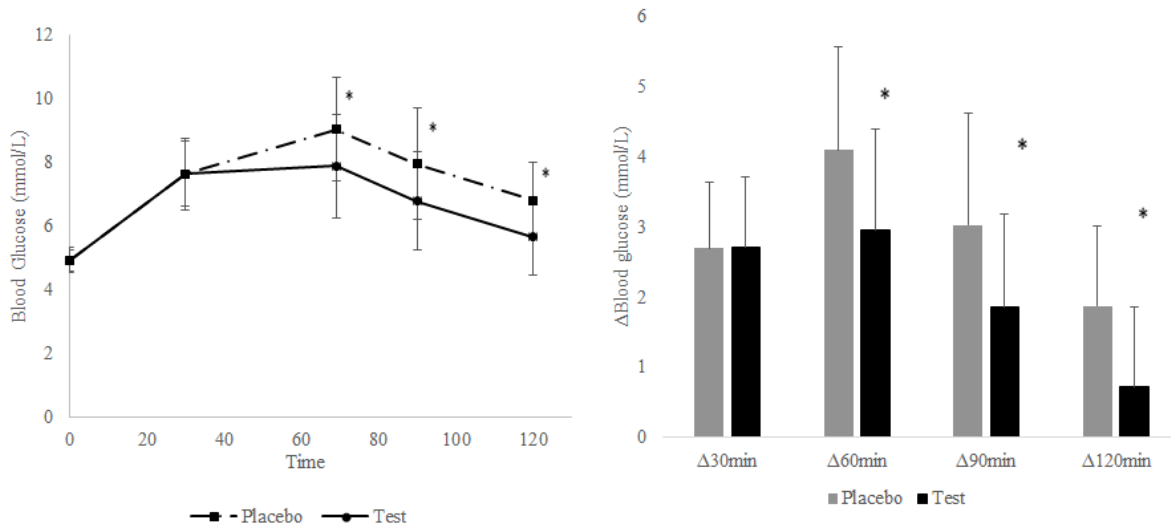 12
10
8
6
4
2
0
Blood Glucose (mmol/L)
*
*
*
0 20 40 60 80 100 120
Time
Placebo Test
6
5
4
3
2
1
0
ΔBlood glucose (mmol/L)
*
*
*
Δ30min Δ60min Δ90min Δ120min
Placebo Test